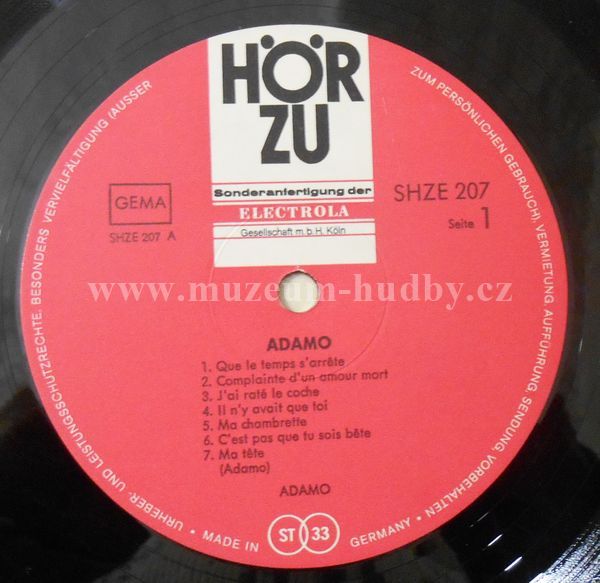 HÖR
ZU
Sonderanfertigung der
ELECTROLA
Gesellschaft m.b.H. Köln
GEMA
SHZE 207 A
SHZE 207
Seite 1
www.muzeum-hudby.cz
ADAMO
1. Que le temps s'arrête
2. Complainte d'un amour mort
3. J'ai raté le coche
4. Il n'y avait que toi
5. Ma chambrette
6. C'est pas que tu sois bête
7. Ma tête
(Adamo)
ADAMO
URHEBER- UND LEISTUNGSSCHUTZRECHTE, BESONDERS VERVIELFÄLTIGUNG (AUSSER
ZUM PERSÖNLICHEN GEBRAUCH), VERMIETUNG, AUFFÜHRUNG, SENDUNG, VORBEHALTEN
• MADE IN ST 33 GERMANY •